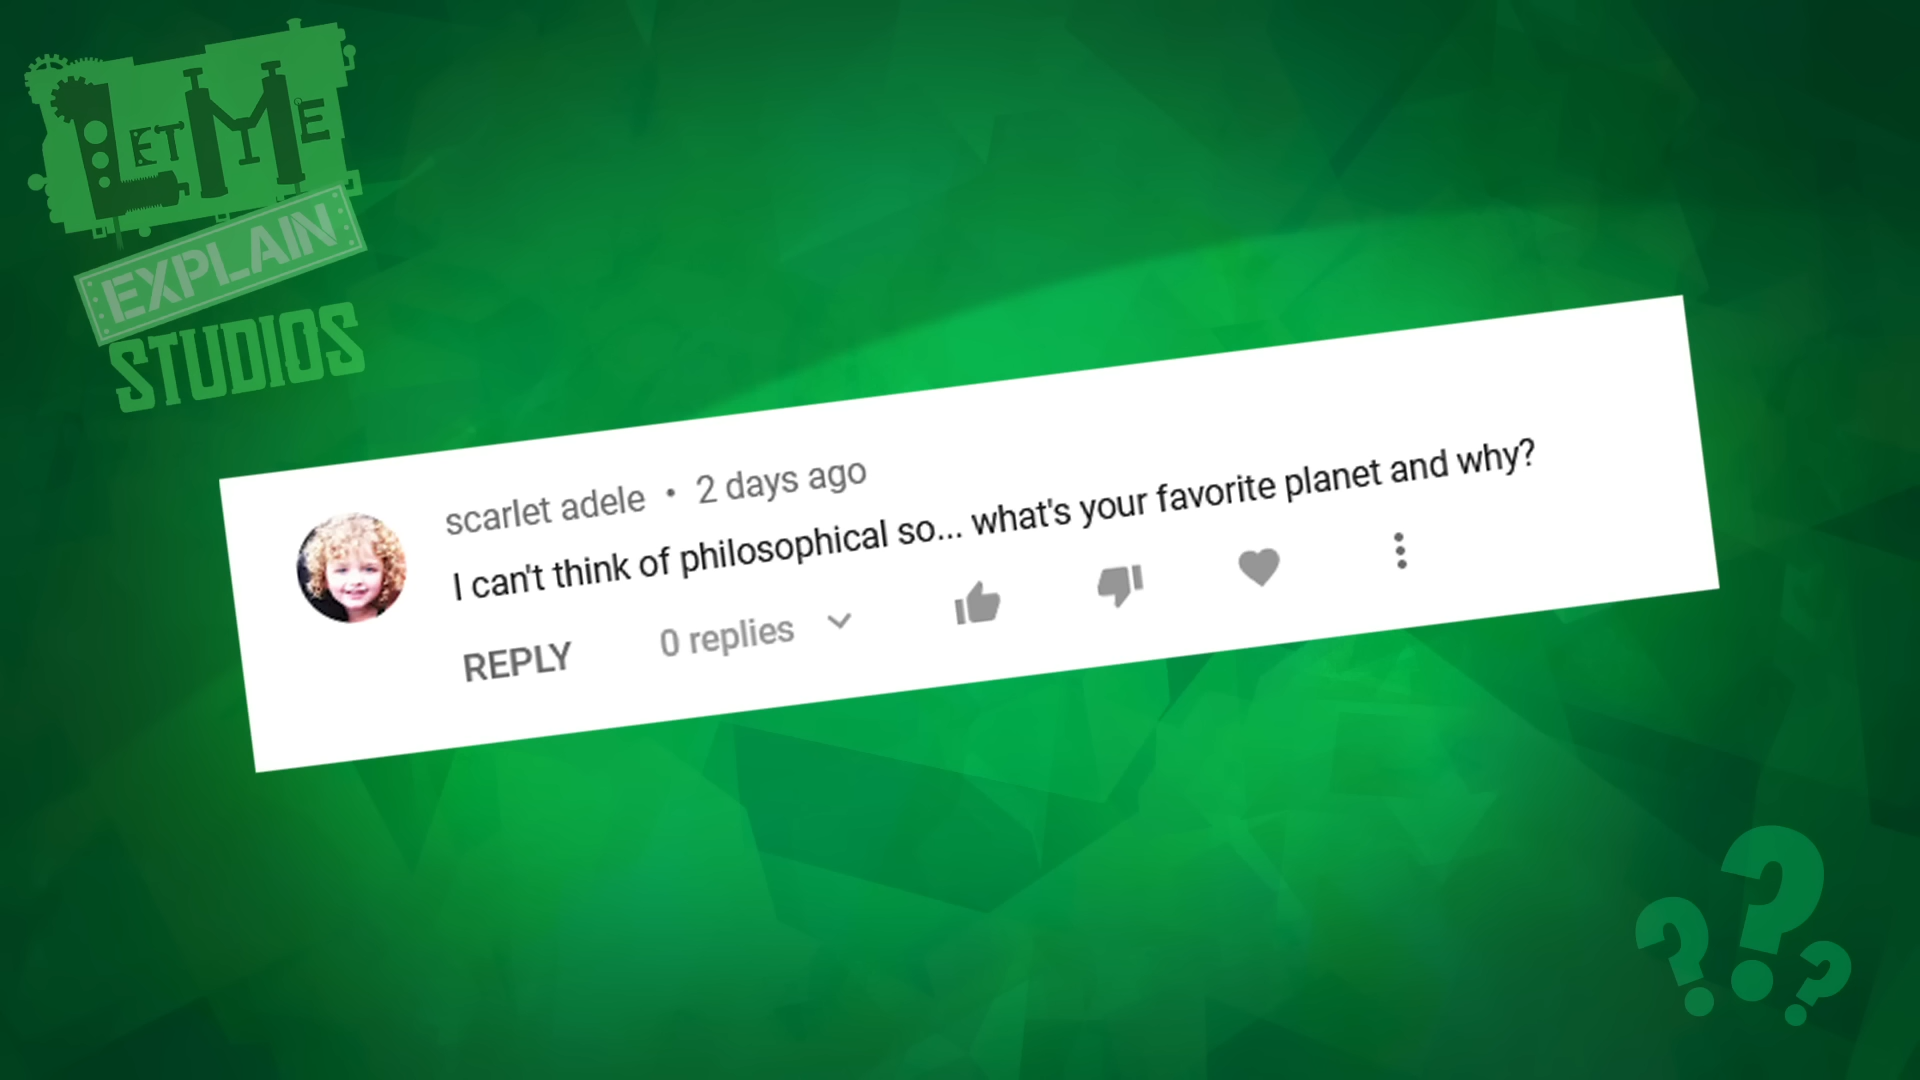 LET ME
EXPLAIN
STUDIOS
scarlet adele • 2 days ago
I can't think of philosophical so... what's your favorite planet and why?
REPLY 0 replies
???